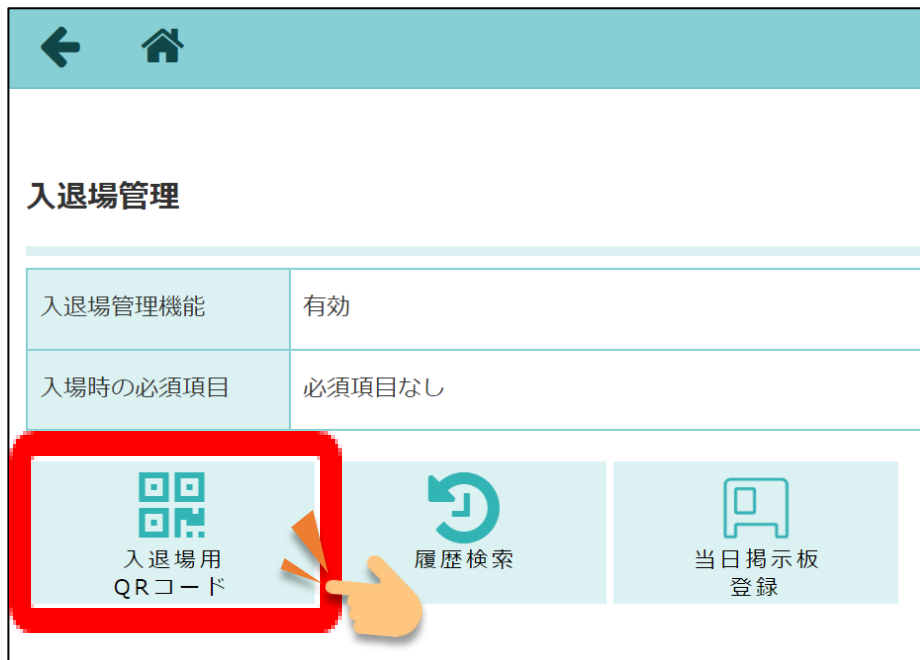 入退場管理
入退場管理機能
有効
入場時の必須項目
必須項目なし
入退場用
QRコード
履歴検索
当日掲示板
登録